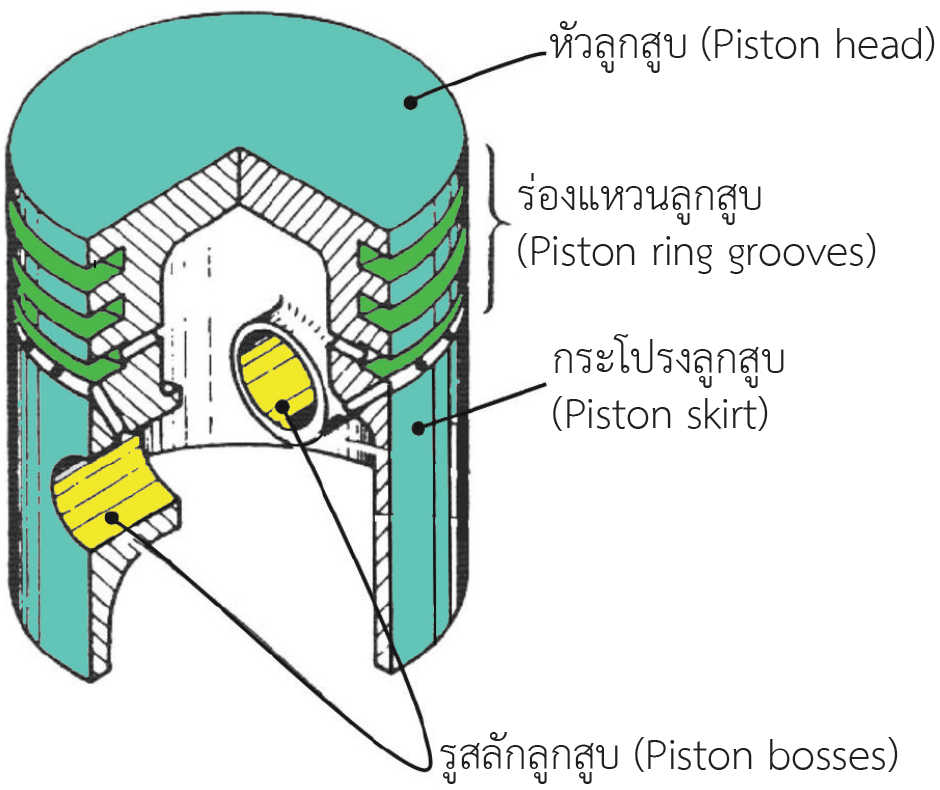 หัวลูกสูบ (Piston head)
ร่องแหวนลูกสูบ
(Piston ring grooves)
กระโปรงลูกสูบ
(Piston skirt)
รูสลักลูกสูบ (Piston bosses)